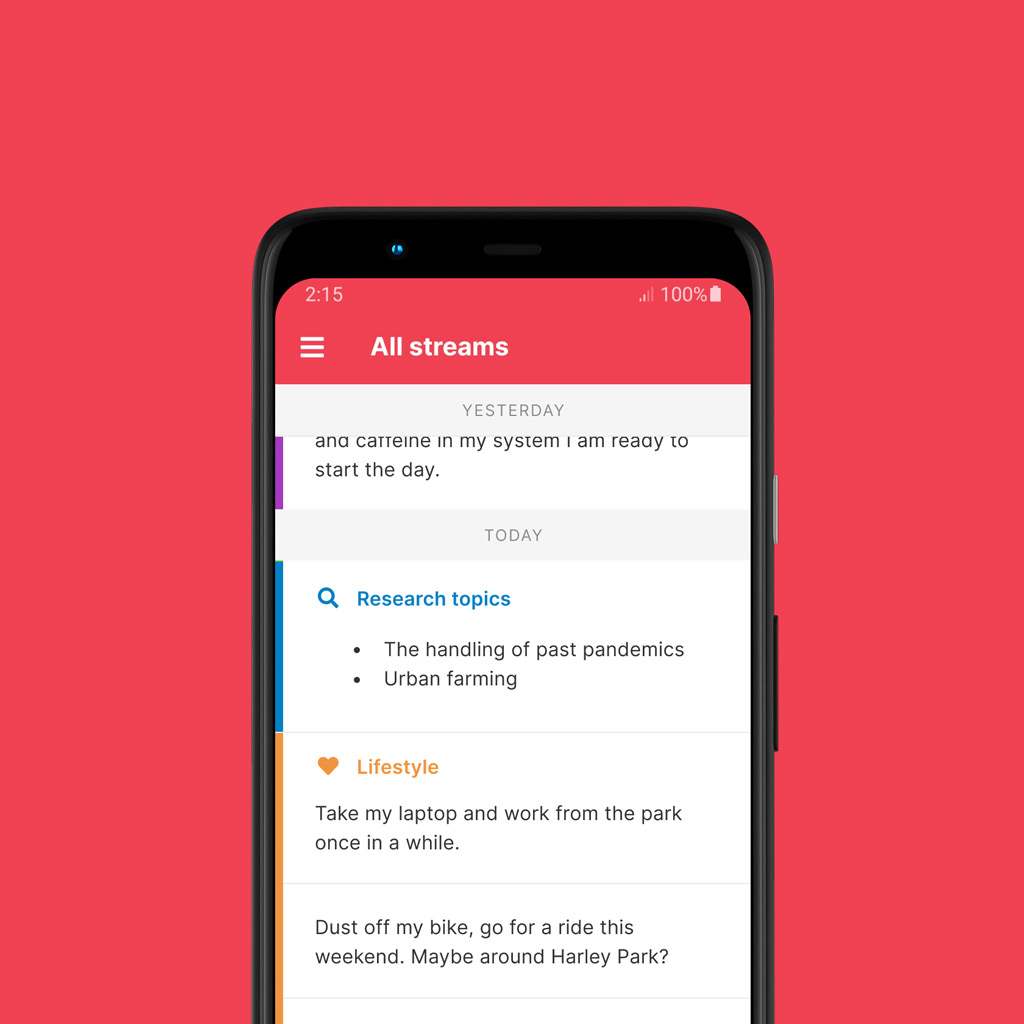 2:15
100%
All streams
YESTERDAY
and caffeine in my system I am ready to
start the day.
TODAY
Research topics
• The handling of past pandemics
• Urban farming
Lifestyle
Take my laptop and work from the park
once in a while.
Dust off my bike, go for a ride this
weekend. Maybe around Harley Park?